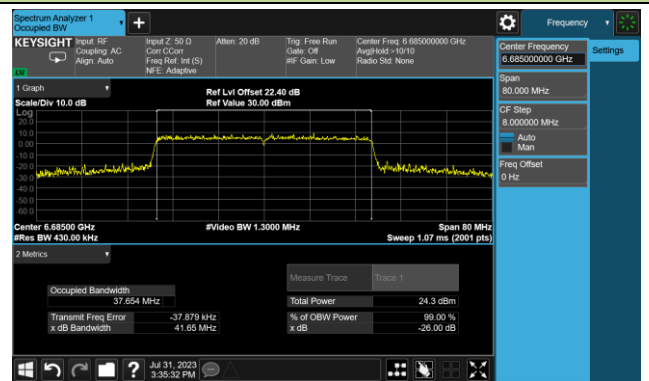 Spectrum Analyzer 1
Occupied BW
Frequency
KEYSIGHT
Input: RF
Coupling: AC
Align: Auto
Input Z: 50 Ω
Corr CCorr
Freq Ref: Int (S)
NFE: Adaptive
Atten: 20 dB
Trig: Free Run
Gate: Off
#IF Gain: Low
Center Freq: 6.685000000 GHz
Avg|Hold:>10/10
Radio Std: None
Center Frequency
6.685000000 GHz
Settings
Span
80.000 MHz
CF Step
8.000000 MHz
Auto
Man
Freq Offset
0 Hz
1 Graph
Scale/Div 10.0 dB
Ref Lvl Offset 22.40 dB
Ref Value 30.00 dBm
Log
20.0
10.0
0.00
-10.0
-20.0
-30.0
-40.0
-50.0
-60.0
Center 6.68500 GHz
#Res BW 430.00 kHz
#Video BW 1.3000 MHz
Span 80 MHz
Sweep 1.07 ms (2001 pts)
2 Metrics
Measure Trace
Trace 1
Occupied Bandwidth
37.654 MHz
Total Power
24.3 dBm
Transmit Freq Error
-37.879 kHz
% of OBW Power
99.00 %
x dB Bandwidth
41.65 MHz
x dB
-26.00 dB
Jul 31, 2023
3:35:32 PM